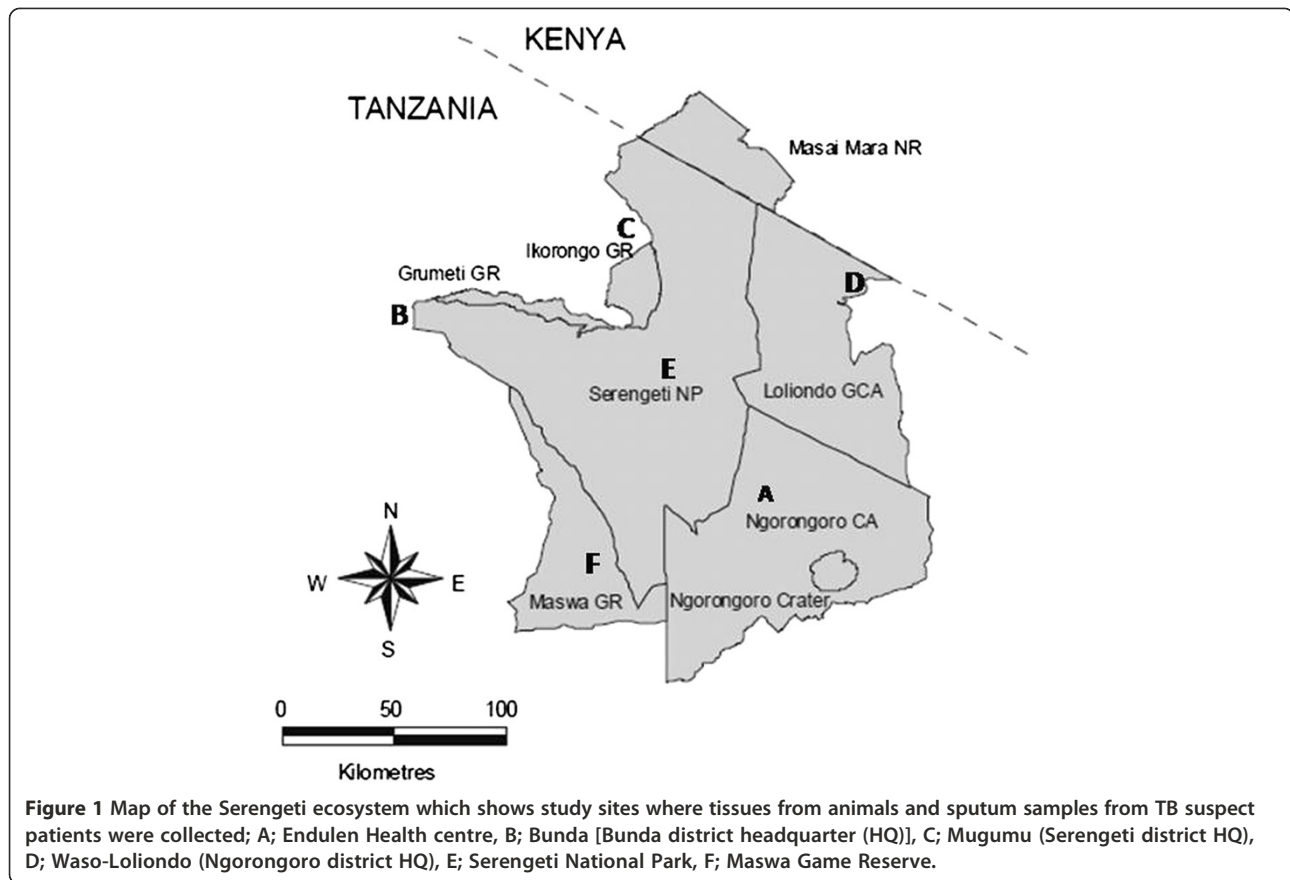 KENYA
TANZANIA
Masai Mara NR
C
Ikorongo GR
Grumeti GR
D
B
E
Serengeti NP
Loliondo GCA
A
Ngorongoro CA
N
W E
S
F
Maswa GR
Ngorongoro Crater
0 50 100
Kilometres
Figure 1 Map of the Serengeti ecosystem which shows study sites where tissues from animals and sputum samples from TB suspect
patients were collected; A; Endulen Health centre, B; Bunda [Bunda district headquarter (HQ)], C; Mugumu (Serengeti district HQ),
D; Waso-Loliondo (Ngorongoro district HQ), E; Serengeti National Park, F; Maswa Game Reserve.